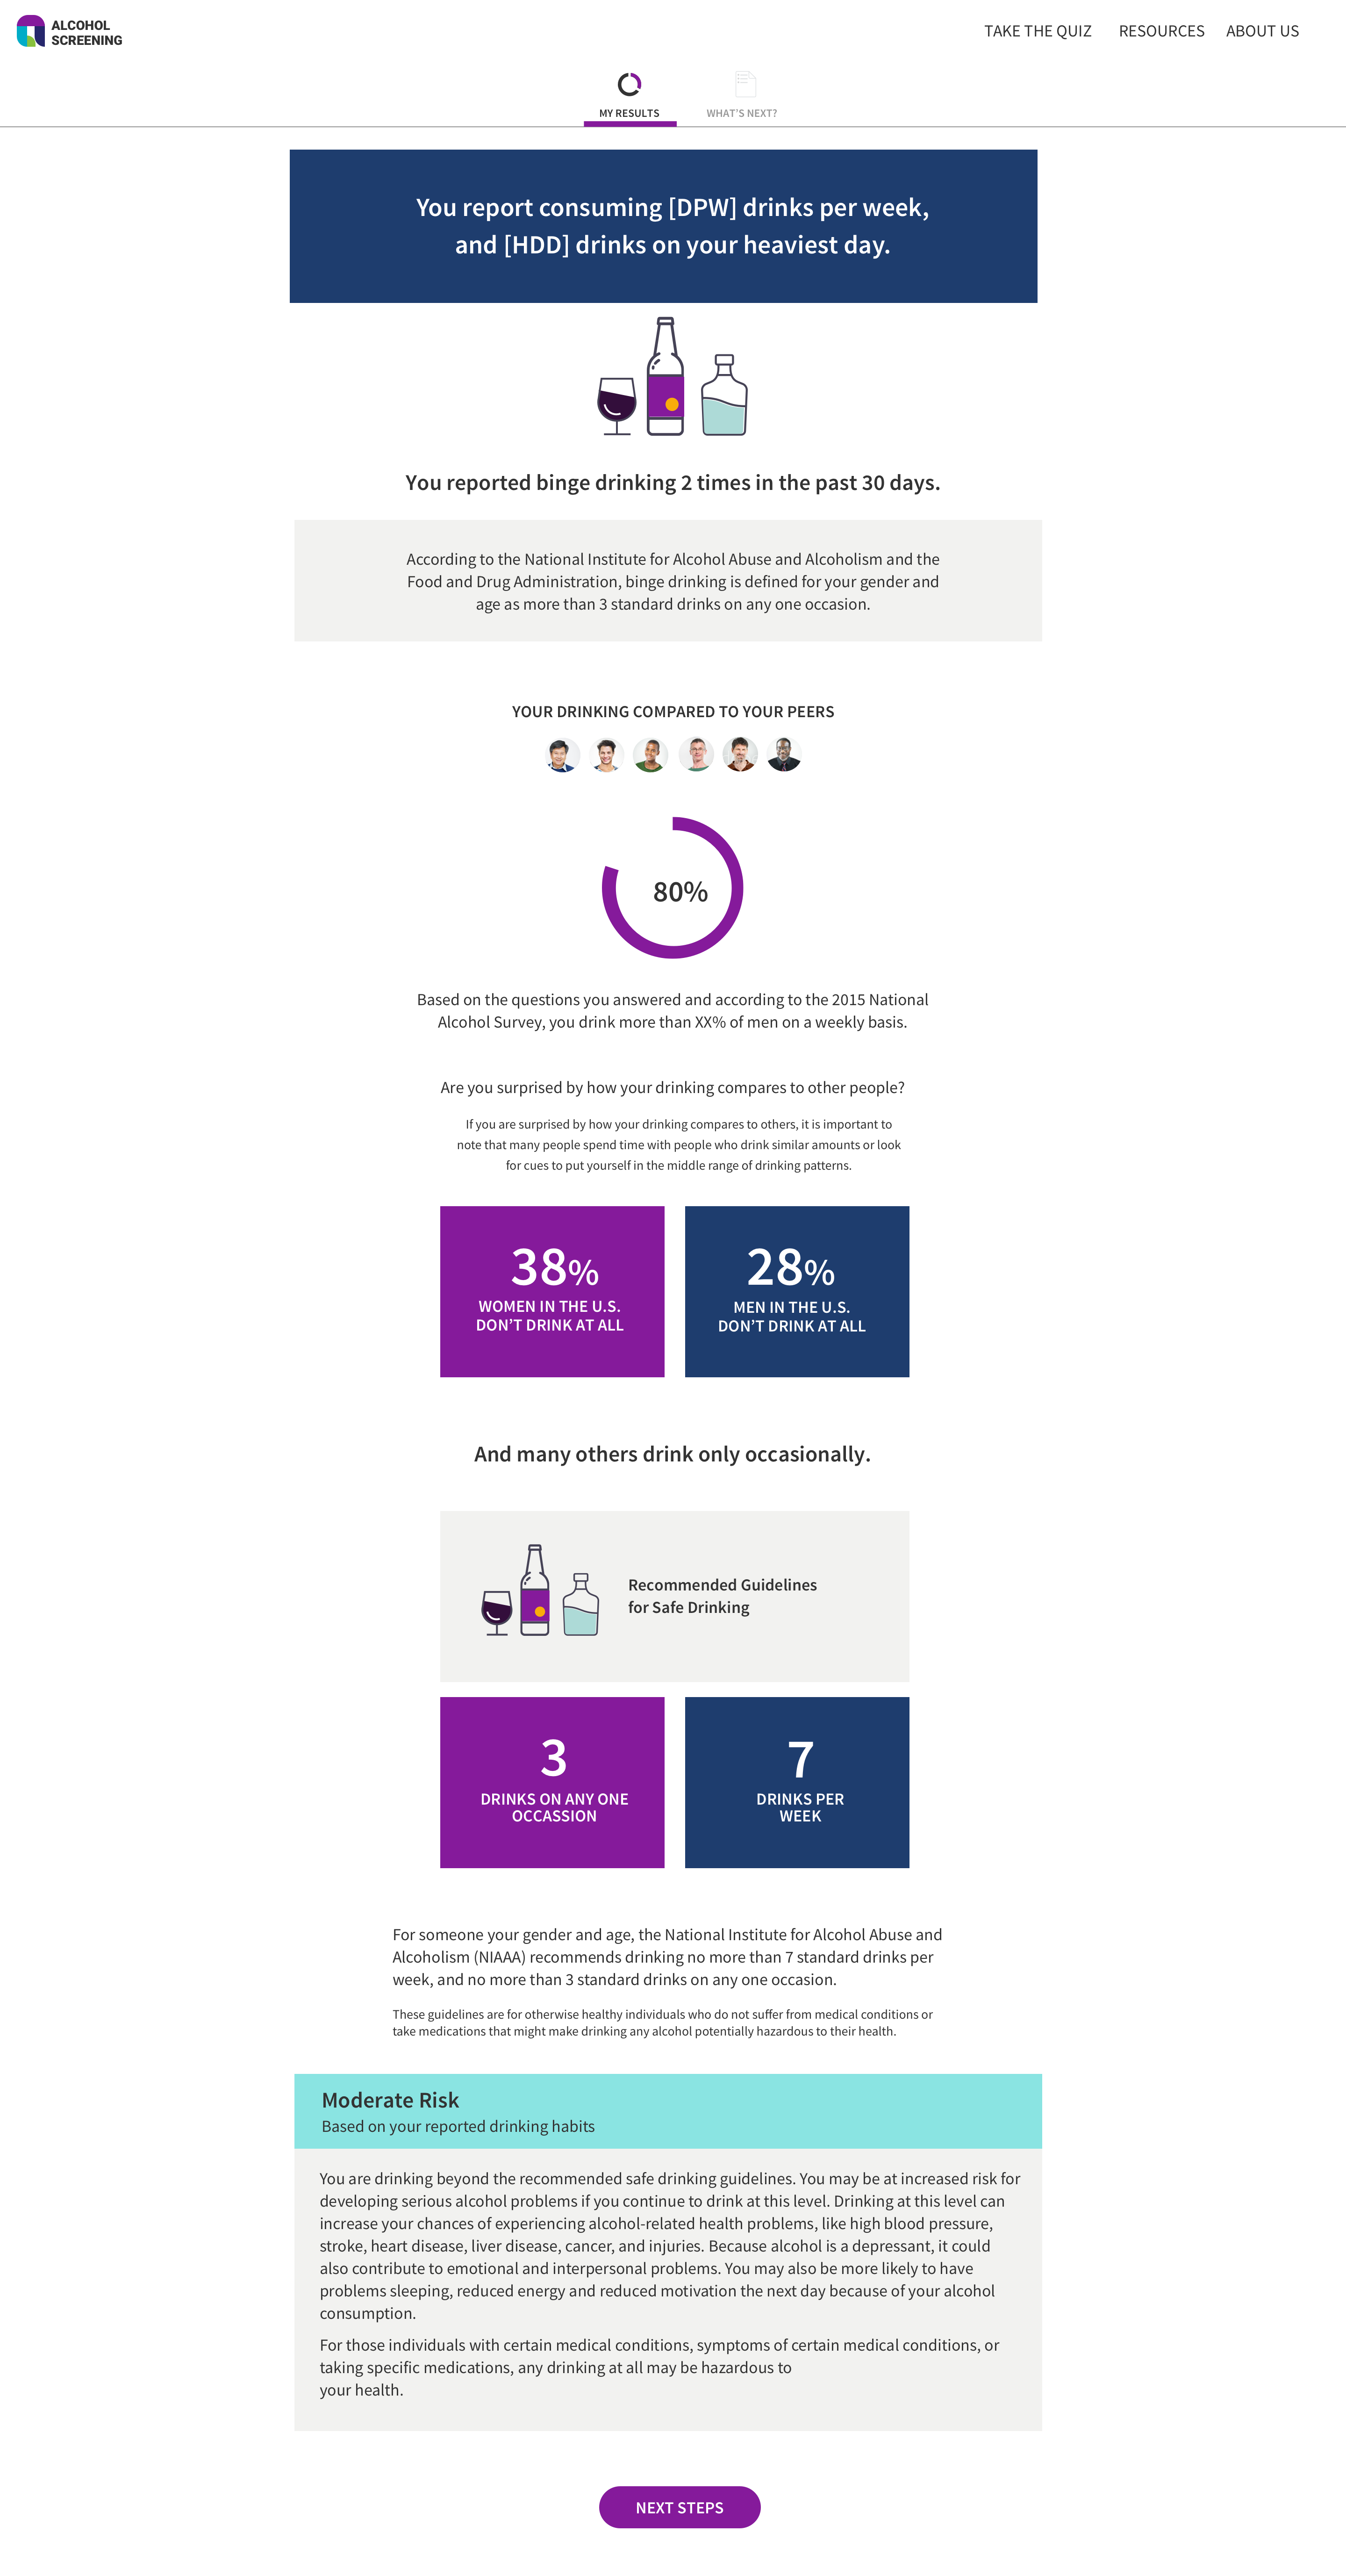 ALCOHOL
SCREENING
TAKE THE QUIZ
RESOURCES
ABOUT US
MY RESULTS
WHAT'S NEXT?
You report consuming [DPW] drinks per week,
and [HDD] drinks on your heaviest day.
You reported binge drinking 2 times in the past 30 days.
According to the National Institute for Alcohol Abuse and Alcoholism and the
Food and Drug Administration, binge drinking is defined for your gender and
age as more than 3 standard drinks on any one occasion.
YOUR DRINKING COMPARED TO YOUR PEERS
80%
Based on the questions you answered and according to the 2015 National
Alcohol Survey, you drink more than XX% of men on a weekly basis.
Are you surprised by how your drinking compares to other people?
If you are surprised by how your drinking compares to others, it is important to
note that many people spend time with people who drink similar amounts or look
for cues to put yourself in the middle range of drinking patterns.
38%
WOMEN IN THE U.S.
DON'T DRINK AT ALL
28%
MEN IN THE U.S.
DON'T DRINK AT ALL
And many others drink only occasionally.
Recommended Guidelines
for Safe Drinking
3
DRINKS ON ANY ONE
OCCASSION
7
DRINKS PER
WEEK
For someone your gender and age, the National Institute for Alcohol Abuse and
Alcoholism (NIAAA) recommends drinking no more than 7 standard drinks per
week, and no more than 3 standard drinks on any one occasion.
These guidelines are for otherwise healthy individuals who do not suffer from medical conditions or
take medications that might make drinking any alcohol potentially hazardous to their health.
Moderate Risk
Based on your reported drinking habits
You are drinking beyond the recommended safe drinking guidelines. You may be at increased risk for
developing serious alcohol problems if you continue to drink at this level. Drinking at this level can
increase your chances of experiencing alcohol-related health problems, like high blood pressure,
stroke, heart disease, liver disease, cancer, and injuries. Because alcohol is a depressant, it could
also contribute to emotional and interpersonal problems. You may also be more likely to have
problems sleeping, reduced energy and reduced motivation the next day because of your alcohol
consumption.
For those individuals with certain medical conditions, symptoms of certain medical conditions, or
taking specific medications, any drinking at all may be hazardous to
your health.
NEXT STEPS